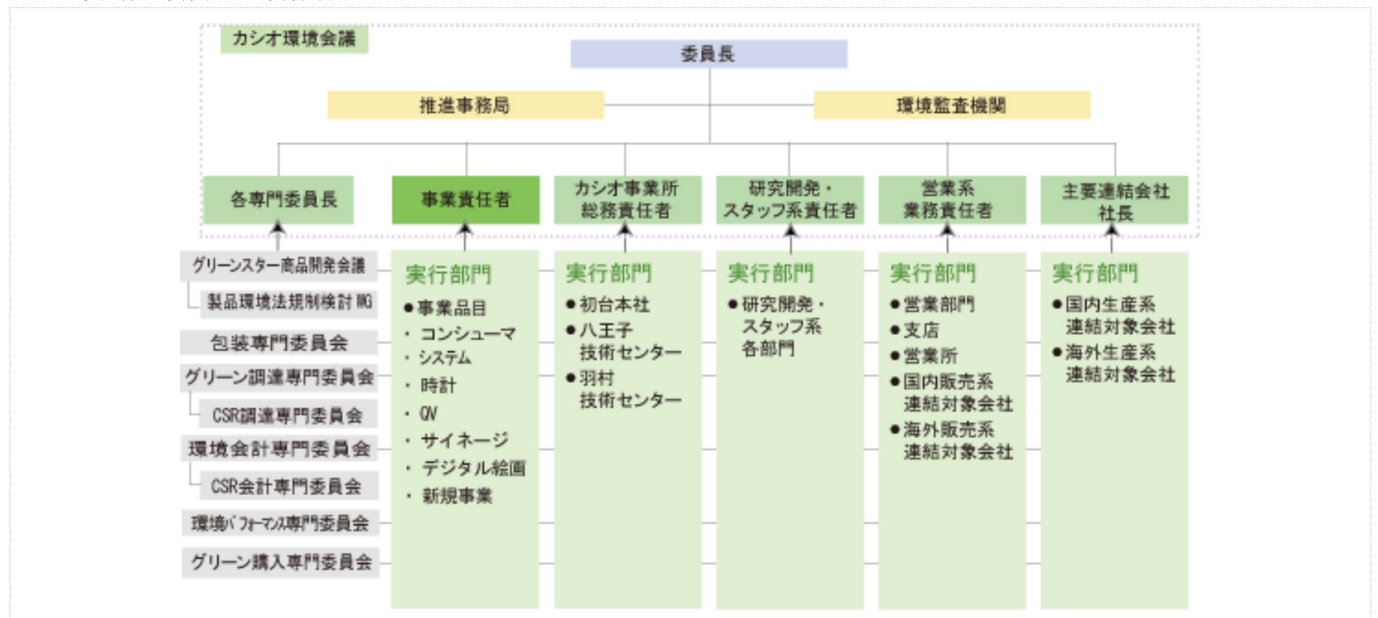 カシオ環境会議
委員長
推進事務局
環境監査機関
各専門委員長
事業責任者
カシオ事業所
総務責任者
研究開発・
スタッフ系責任者
営業系
業務責任者
主要連結会社
社長
グリーンスター商品開発会議
製品環境法規制検討WG
包装専門委員会
グリーン調達専門委員会
CSR調達専門委員会
環境会計専門委員会
CSR会計専門委員会
環境パフォーマンス専門委員会
グリーン購入専門委員会
実行部門
●事業品目
・ コンシューマ
・ システム
・ 時計
・ QV
・ サイネージ
・ デジタル絵画
・ 新規事業
実行部門
●初台本社
●八王子
技術センター
●羽村
技術センター
実行部門
●研究開発・
スタッフ系
各部門
実行部門
●営業部門
●支店
●営業所
●国内販売系
連結対象会社
●海外販売系
連結対象会社
実行部門
●国内生産系
連結対象会社
●海外生産系
連結対象会社